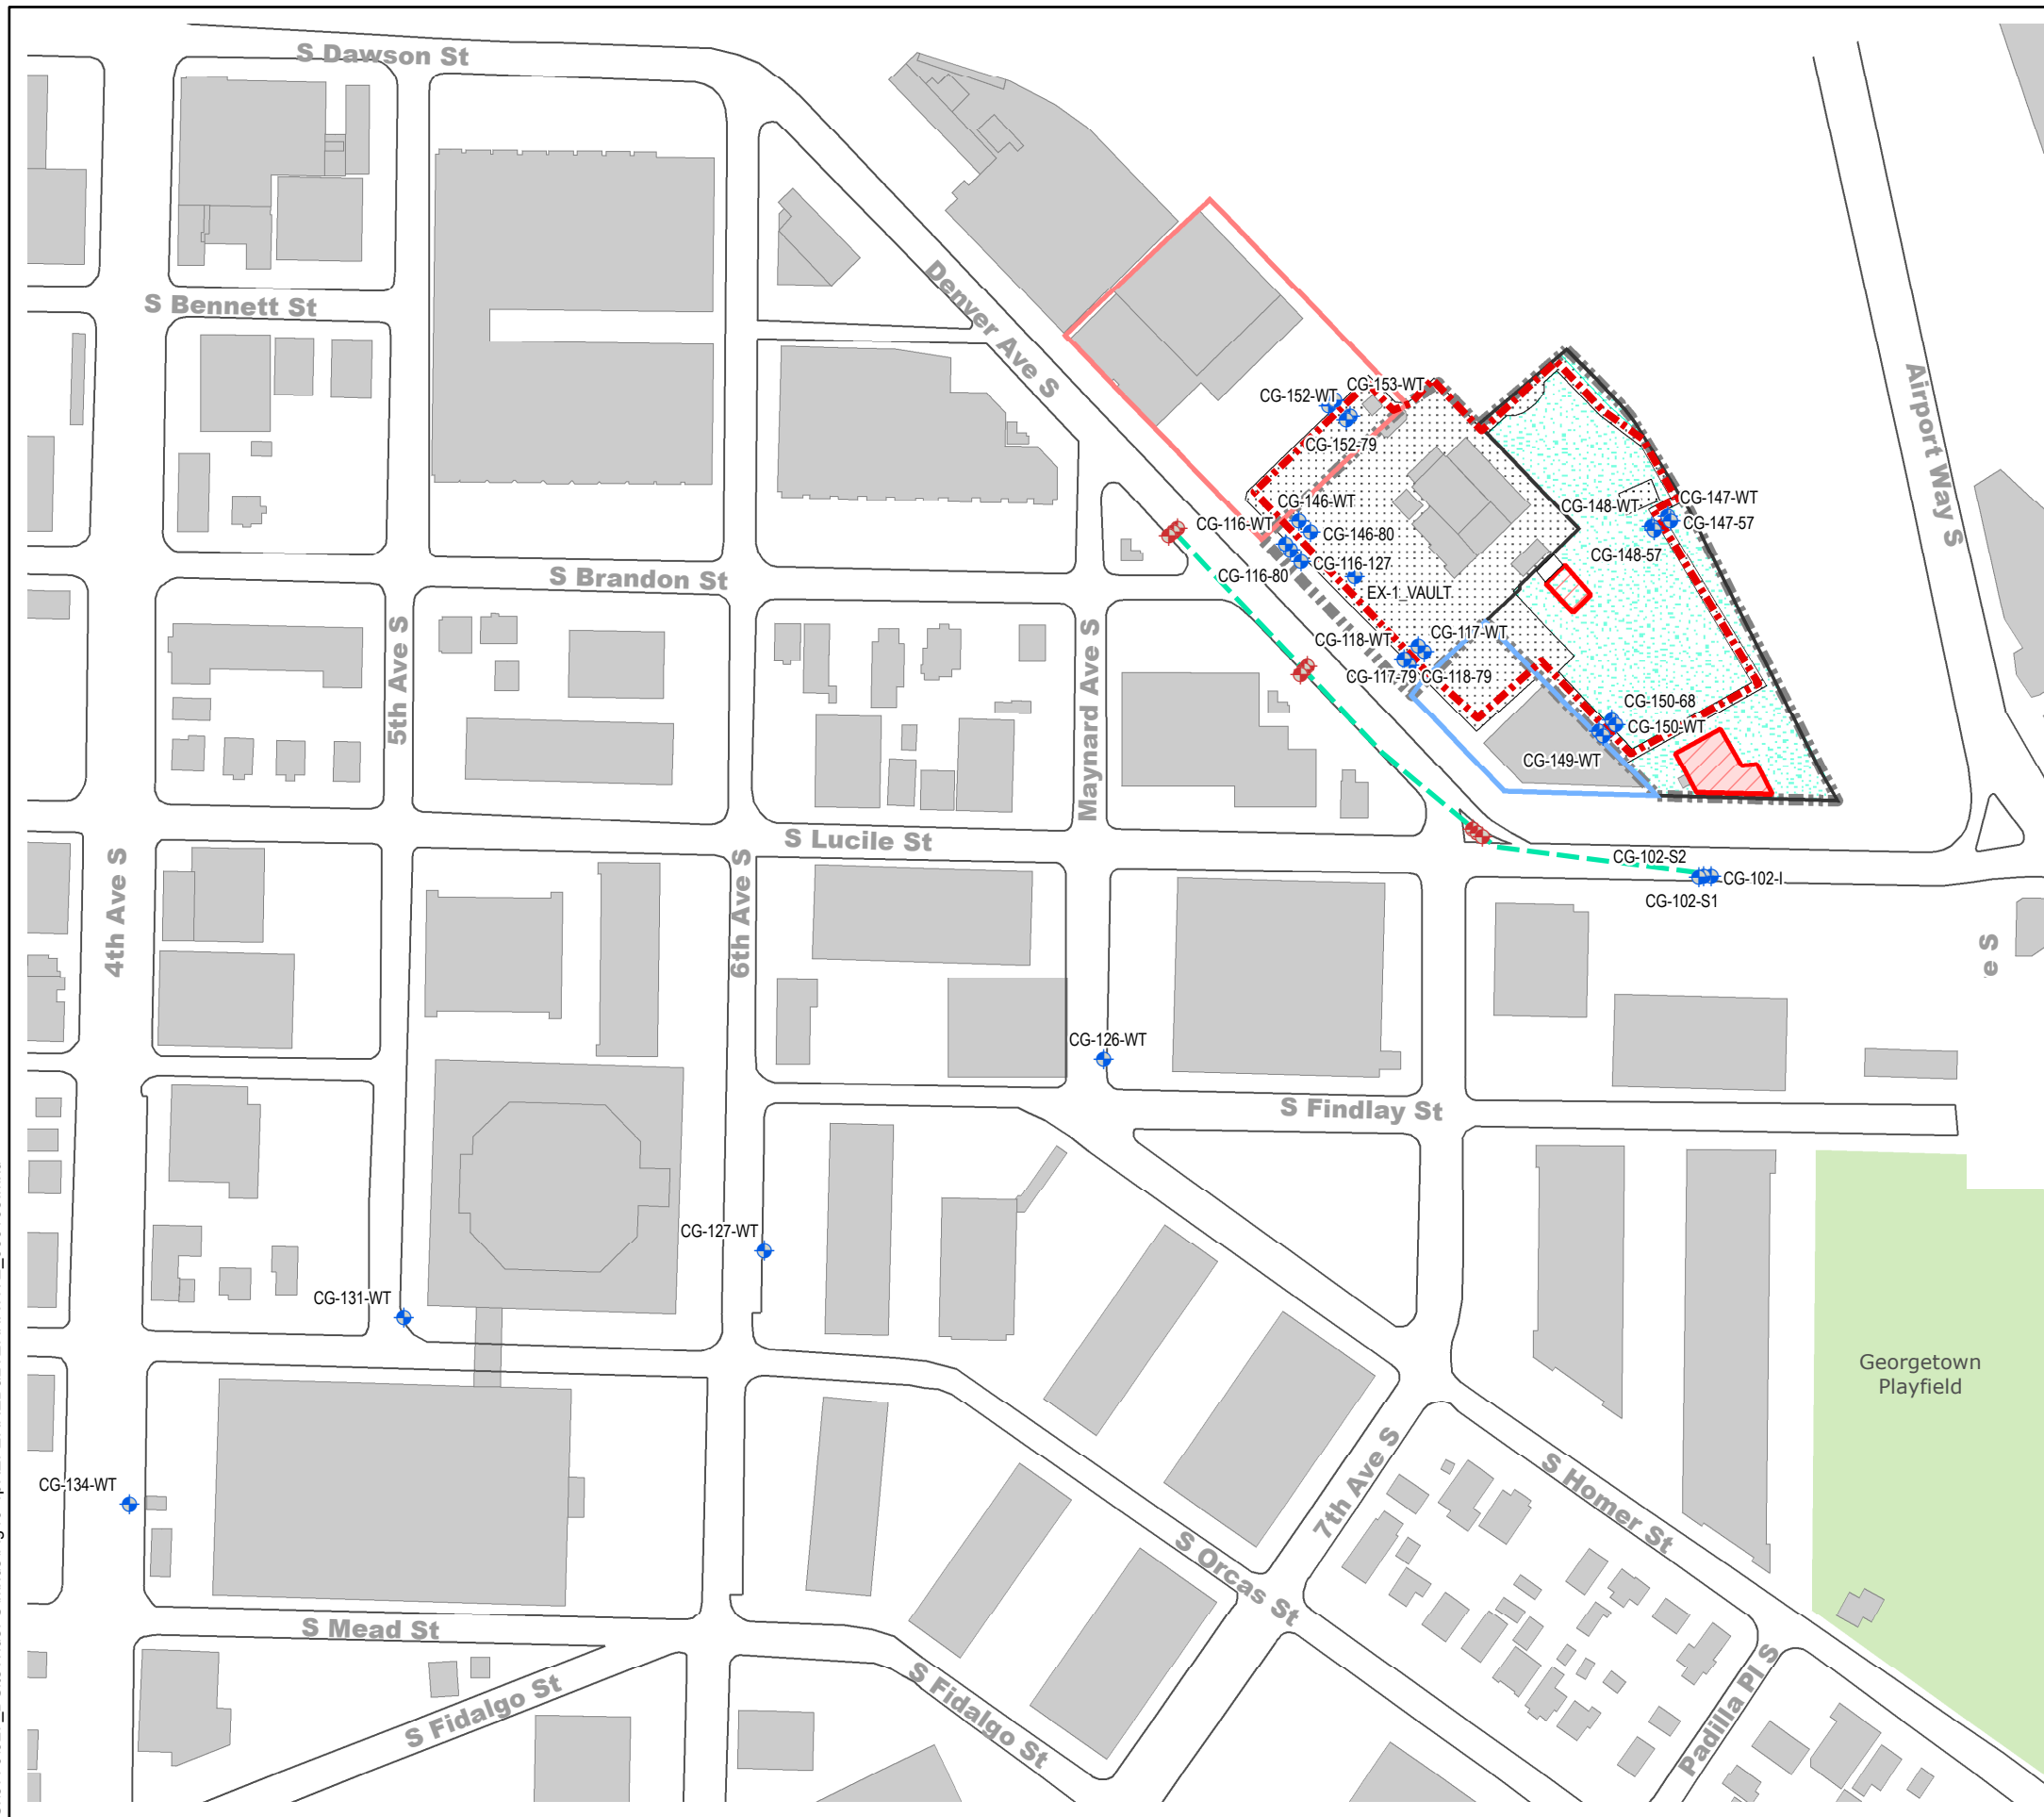 S Dawson St
S Bennett St
Denver Ave S
Airport Way S
CG-153-WT
CG-152-WT
CG-152-79
CG-146-WT
CG-147-WT
CG-148-WT
CG-116-WT
CG-147-57
CG-146-80
CG-148-57
CG-116-127
CG-116-80
S Brandon St
EX-1_VAULT
5th Ave S
Maynard Ave S
CG-118-WT
CG-117-WT
CG-117-79
CG-118-79
CG-150-68
CG-150-WT
CG-149-WT
S Lucile St
4th Ave S
6th Ave S
CG-102-S2
CG-102-I
CG-102-S1
e S
CG-126-WT
S Findlay St
CG-127-WT
CG-131-WT
Georgetown
Playfield
CG-134-WT
7th Ave S
S Homer St
S Orcas St
S Mead St
S Fidalgo St
S Fidalgo St
Padilla Pl S